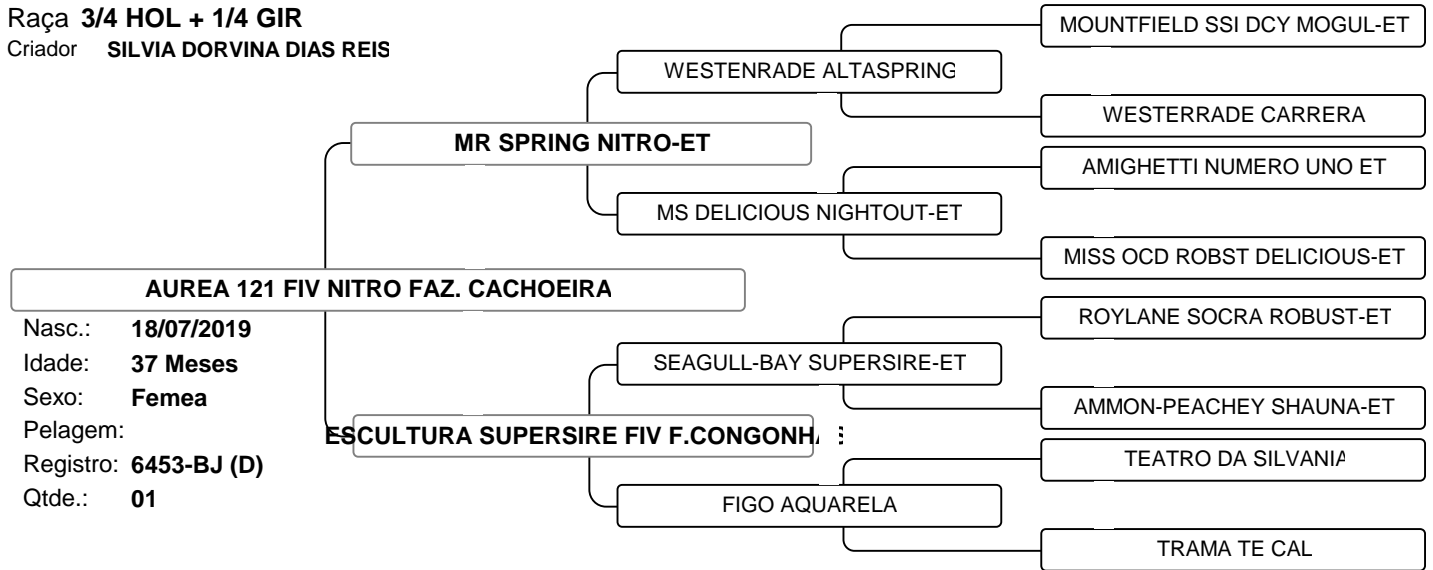 Raça 3/4 HOL + 1/4 GIR
Criador SILVIA DORVINA DIAS REIS
MOUNTFIELD SSI DCY MOGUL-ET
WESTENRADE ALTASPRING
WESTERRADE CARRERA
MR SPRING NITRO-ET
AMIGHETTI NUMERO UNO ET
MS DELICIOUS NIGHTOUT-ET
MISS OCD ROBST DELICIOUS-ET
AUREA 121 FIV NITRO FAZ. CACHOEIRA
Nasc.: 18/07/2019
Idade: 37 Meses
Sexo: Femea
Pelagem:
Registro: 6453-BJ (D)
Qtde.: 01
ROYLANE SOCRA ROBUST-ET
SEAGULL-BAY SUPERSIRE-ET
AMMON-PEACHEY SHAUNA-ET
ESCULTURA SUPERSIRE FIV F.CONGONH
TEATRO DA SILVANIA
FIGO AQUARELA
TRAMA TE CAL